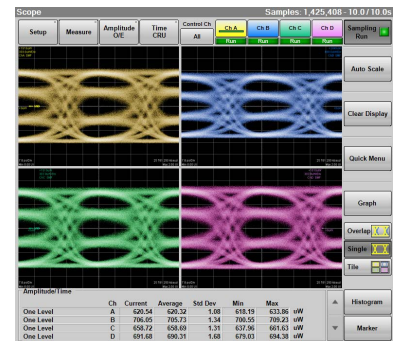 Scope Samples: 1,425,408 - 10.0 / 10.0s
Setup Measure Amplitude O/E Time CRU Control Ch All Ch A Run Ch B Run Ch C Run Ch D Run Sampling Run
Auto Scale
Clear Display
Quick Menu
Graph
Overlap
Single
Tile
Amplitude/Time
Ch Current Average Std Dev Min Max
One Level A 620.54 620.32 1.08 618.19 633.86 uW
One Level B 706.05 705.73 1.34 700.55 709.23 uW
One Level C 658.72 658.69 1.31 637.96 661.63 uW
One Level D 691.68 690.31 1.68 679.03 694.38 uW
Histogram
Marker